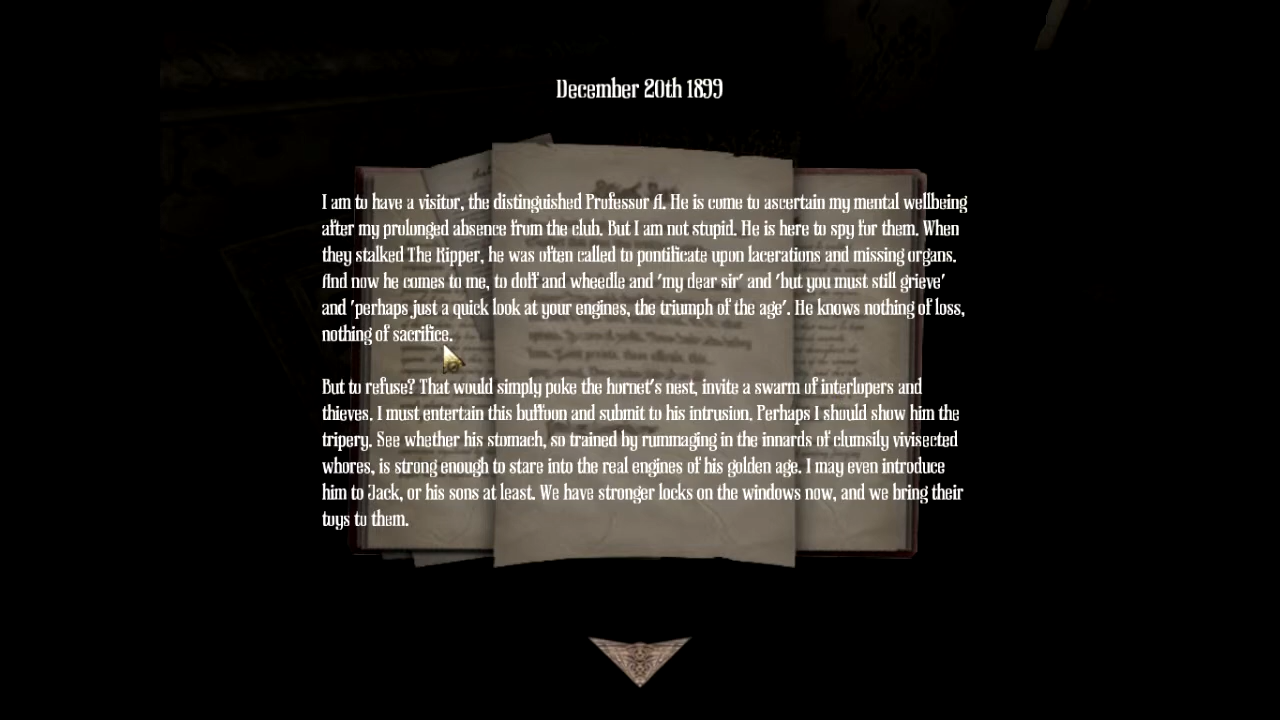 December 20th 1899
I am to have a visitor, the distinguished Professor A. He is come to ascertain my mental wellbeing
after my prolonged absence from the club. But I am not stupid. He is here to spy for them. When
they stalked The Ripper, he was often called to pontificate upon lacerations and missing organs.
And now he comes to me, to doff and wheedle and 'my dear sir' and 'but you must still grieve'
and 'perhaps just a quick look at your engines, the triumph of the age'. He knows nothing of loss,
nothing of sacrifice.
But to refuse? That would simply poke the hornet's nest, invite a swarm of interlopers and
thieves. I must entertain this buffoon and submit to his intrusion. Perhaps I should show him the
tripery. See whether his stomach, so trained by rummaging in the innards of clumsily vivisected
whores, is strong enough to stare into the real engines of his golden age. I may even introduce
him to Jack, or his sons at least. We have stronger locks on the windows now, and we bring their
toys to them.